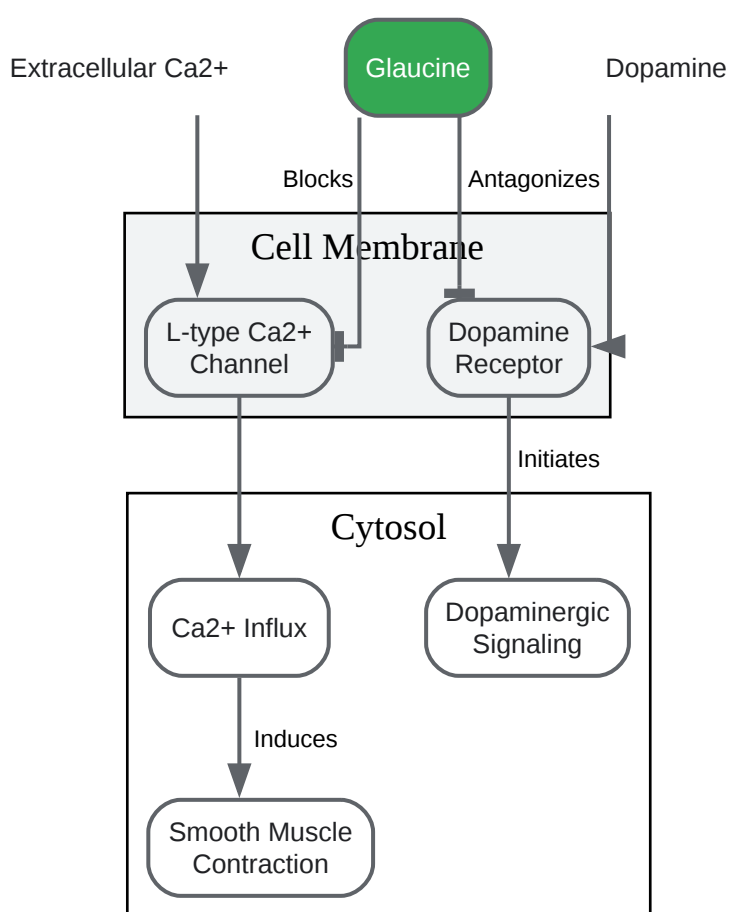 Extracellular Ca2+
Glaucine
Dopamine
Blocks
Antagonizes
Cell Membrane
L-type Ca2+
Channel
Dopamine
Receptor
Initiates
Cytosol
Ca2+ Influx
Dopaminergic
Signaling
Induces
Smooth Muscle
Contraction